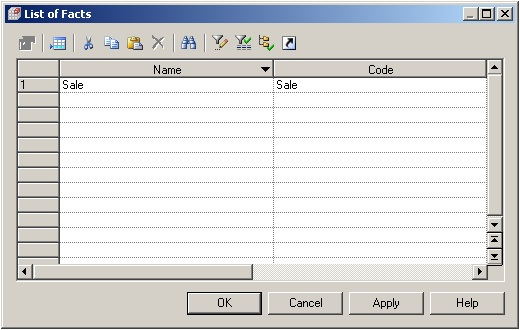 List of Facts
Name Code
1 Sale Sale
OK Cancel Apply Help